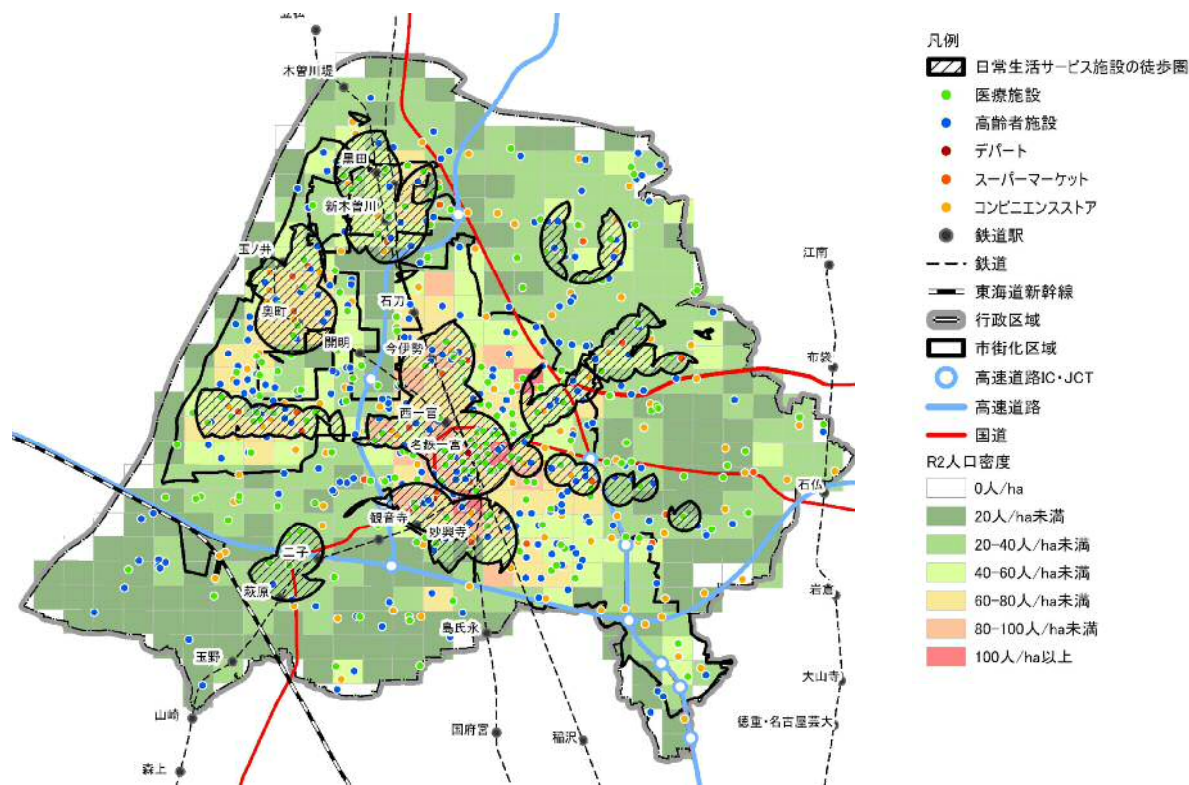 木曽川堤
黒田
新木曽川
玉ノ井
奥町
石刀
開明
今伊勢
西一宮
名鉄一宮
観音寺
妙興寺
二子
萩原
玉野
島氏永
山崎
森上
国府宮
稲沢
江南
布袋
石仏
岩倉
大山寺
徳重・名古屋芸大
凡例
日常生活サービス施設の徒歩圏
医療施設
高齢者施設
デパート
スーパーマーケット
コンビニエンスストア
鉄道駅
鉄道
東海道新幹線
行政区域
市街化区域
高速道路IC・JCT
高速道路
国道
R2人口密度
0人/ha
20人/ha未満
20-40人/ha未満
40-60人/ha未満
60-80人/ha未満
80-100人/ha未満
100人/ha以上